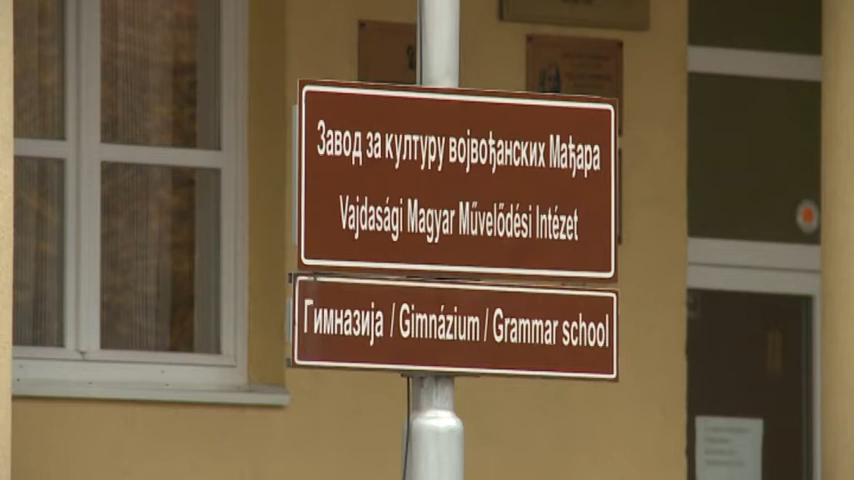 Завод за културу војвођанских Мађара
Vajdasági Magyar Művelődési Intézet
Гимназија / Gimnázium / Grammar school